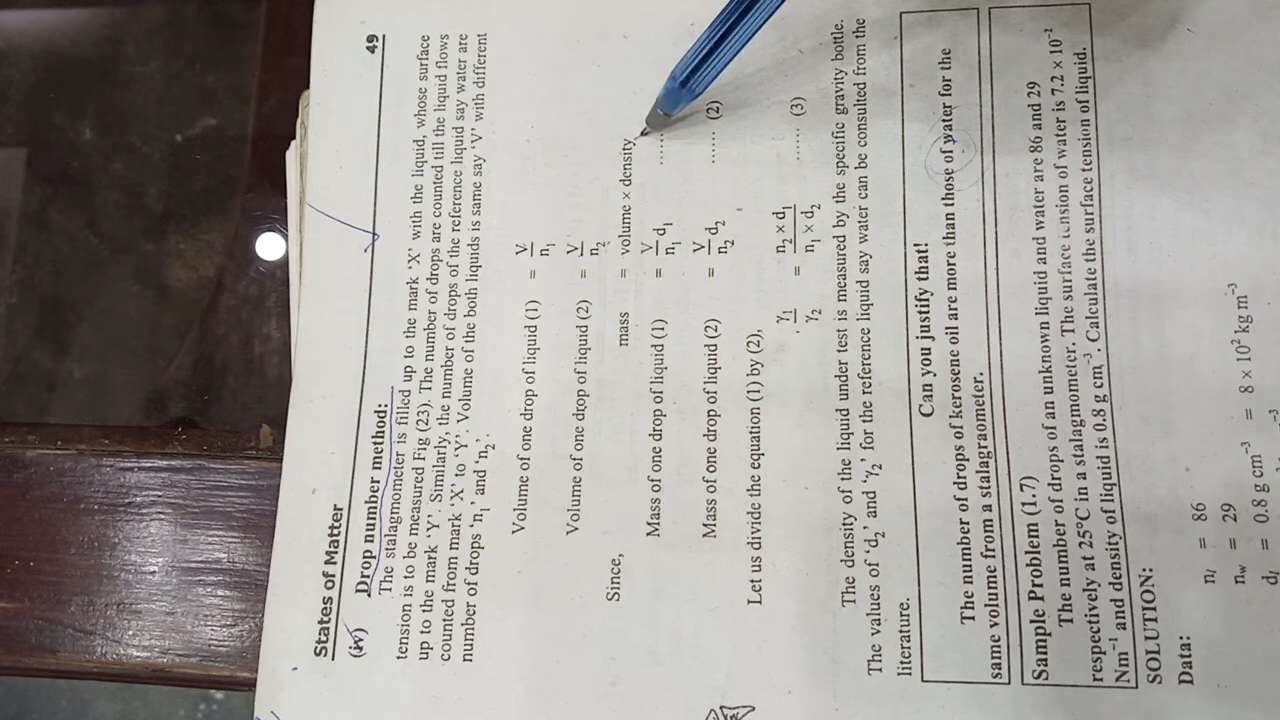 States of Matter 49
(iv) Drop number method:
The stalagmometer is filled up to the mark ‘X’ with the liquid, whose surface
tension is to be measured Fig (23). The number of drops are counted till the liquid flows
up to the mark ‘Y’. Similarly, the number of drops of the reference liquid say water are
counted from mark ‘X’ to ‘Y’. Volume of the both liquids is same say ‘V’ with different
number of drops ‘n₁’ and ‘n₂’.
Volume of one drop of liquid (1) = V/n₁
Volume of one drop of liquid (2) = V/n₂
Since, mass = volume × density
Mass of one drop of liquid (1) = V/n₁ d₁ ......
Mass of one drop of liquid (2) = V/n₂ d₂ ...... (2)
Let us divide the equation (1) by (2),
γ₁/γ₂ = n₂ × d₁/n₁ × d₂ ...... (3)
The density of the liquid under test is measured by the specific gravity bottle.
The values of ‘d₂’ and ‘γ₂’ for the reference liquid say water can be consulted from the
literature.
Can you justify that!
The number of drops of kerosene oil are more than those of water for the
same volume from a stalagraometer.
Sample Problem (1.7)
The number of drops of an unknown liquid and water are 86 and 29
respectively at 25°C in a stalagmometer. The surface tension of water is 7.2 × 10⁻²
Nm⁻¹ and density of liquid is 0.8 g cm⁻³. Calculate the surface tension of liquid.
SOLUTION:
Data:
n_l = 86
n_w = 29
d_l = 0.8 g cm⁻³ = 8 × 10² kg m⁻³